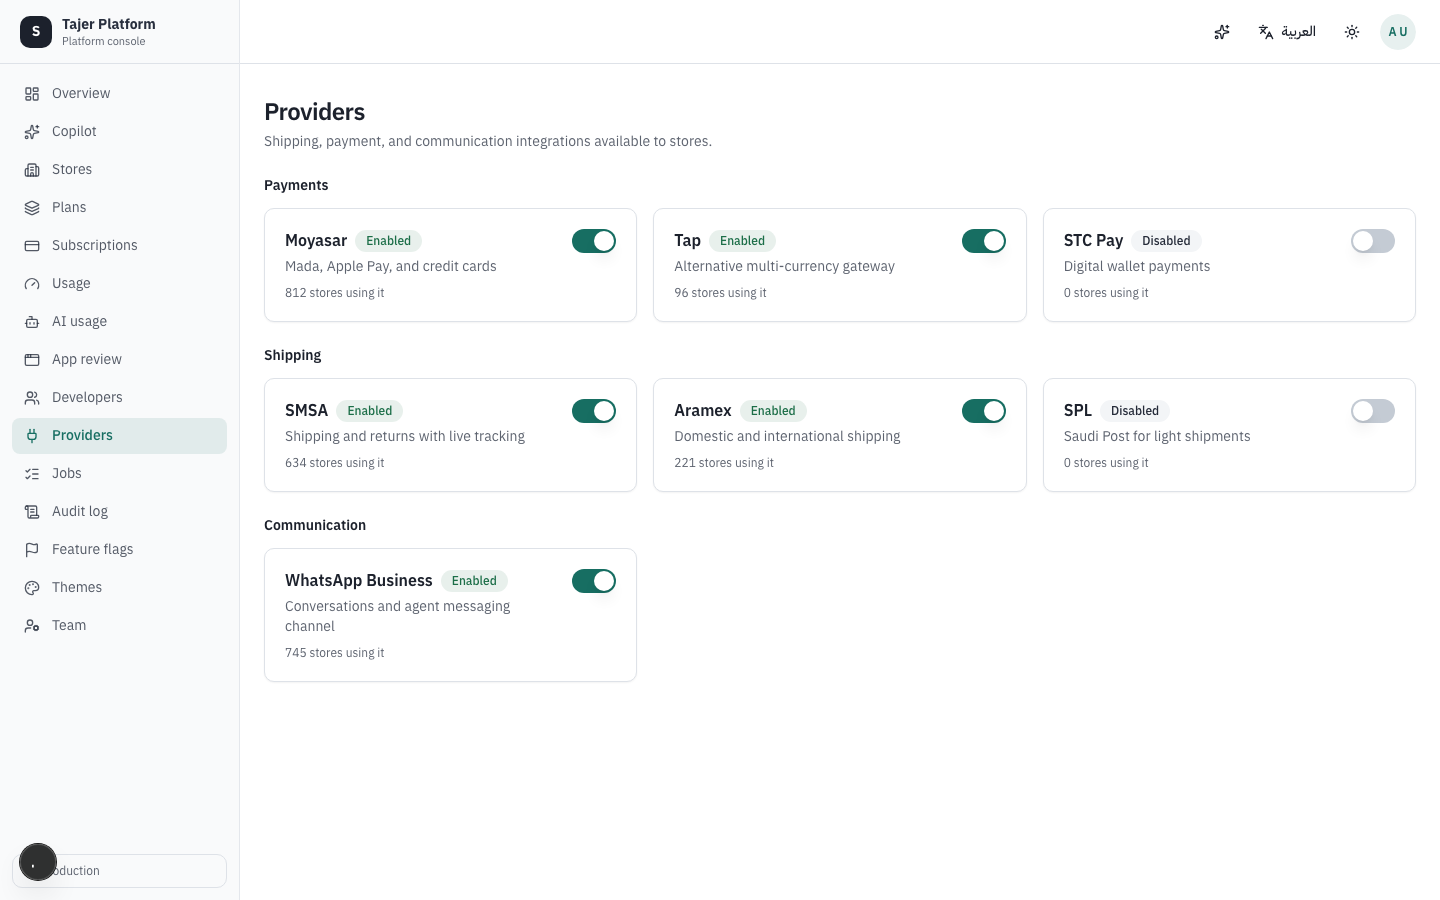 S
Tajer Platform
Platform console
العربية
A U
Overview
Copilot
Stores
Plans
Subscriptions
Usage
AI usage
App review
Developers
Providers
Jobs
Audit log
Feature flags
Themes
Team
Providers
Shipping, payment, and communication integrations available to stores.
Payments
Moyasar Enabled
Mada, Apple Pay, and credit cards
812 stores using it
Tap Enabled
Alternative multi-currency gateway
96 stores using it
STC Pay Disabled
Digital wallet payments
0 stores using it
Shipping
SMSA Enabled
Shipping and returns with live tracking
634 stores using it
Aramex Enabled
Domestic and international shipping
221 stores using it
SPL Disabled
Saudi Post for light shipments
0 stores using it
Communication
WhatsApp Business Enabled
Conversations and agent messaging
channel
745 stores using it